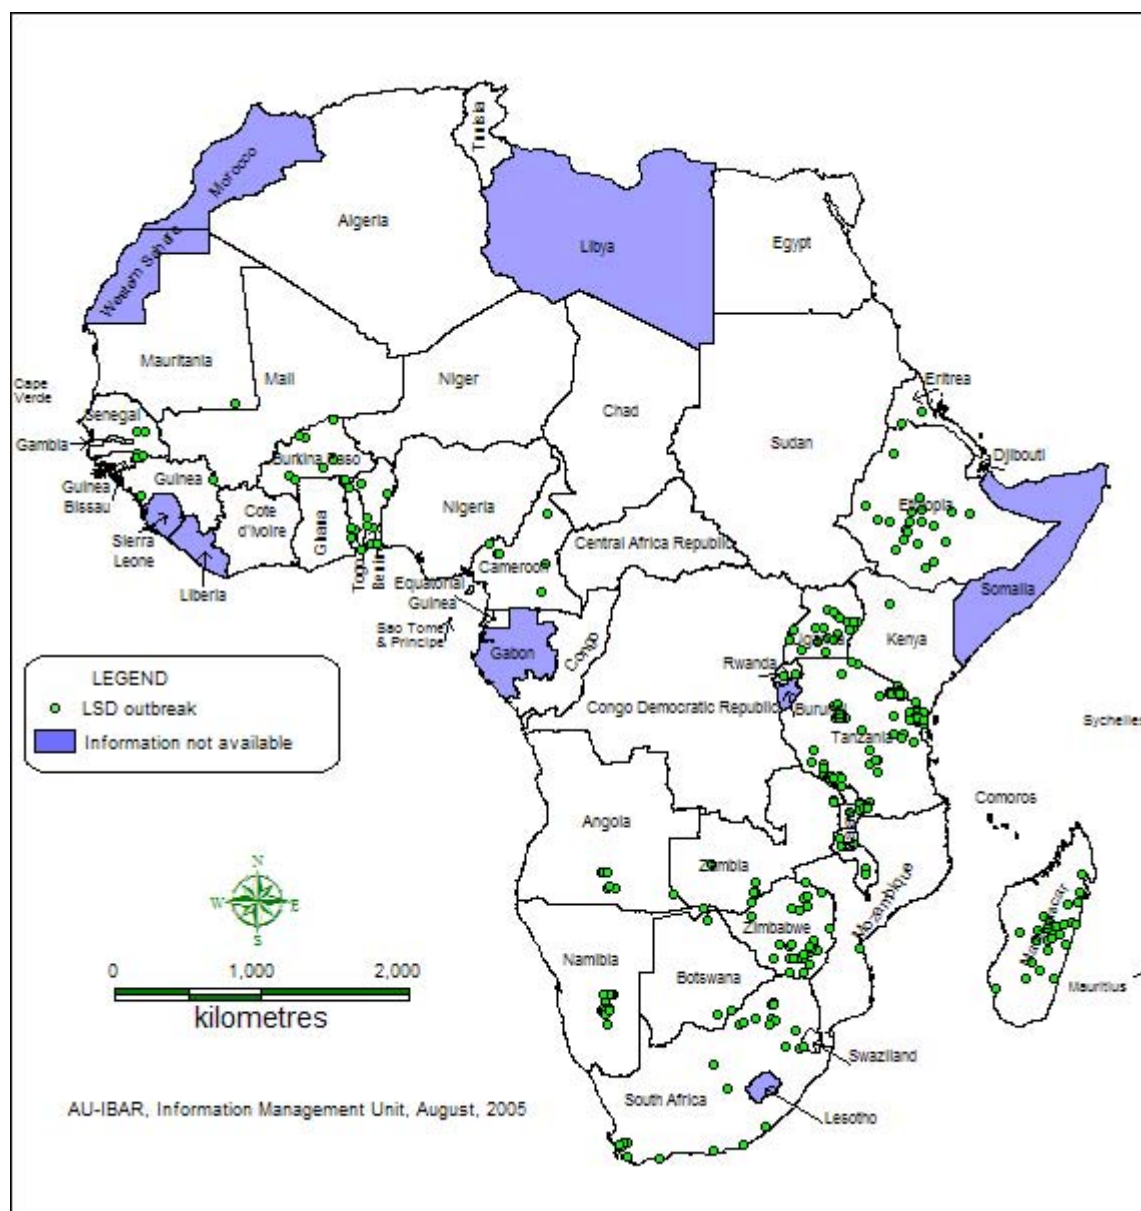 Tunisia
Morocco
Algeria
Libya
Egypt
Western Sahara
Mauritania
Mali
Niger
Chad
Sudan
Eritrea
Cape
Verde
Senegal
Gambia
Djibouti
Burkina Faso
Guinea
Guinea
Bissau
Nigeria
Ethiopia
Cote
d'Ivoire
Ghana
Togo
Benin
Sierra
Leone
Liberia
Central Africa Republic
Cameroon
Equatorial
Guinea
Sao Tome
& Principe
Somalia
Uganda
Kenya
Gabon
Congo
Rwanda
Burundi
Congo Democratic Republic
Tanzania
Sychelles
LEGEND
LSD outbreak
Information not available
Comoros
Angola
Zambia
Mozambique
Madagacar
N
W
E
S
Zimbabwe
Namibia
Botswana
Mauritius
0 1,000 2,000
kilometres
Swaziland
South Africa
Lesotho
AU-IBAR, Information Management Unit, August, 2005